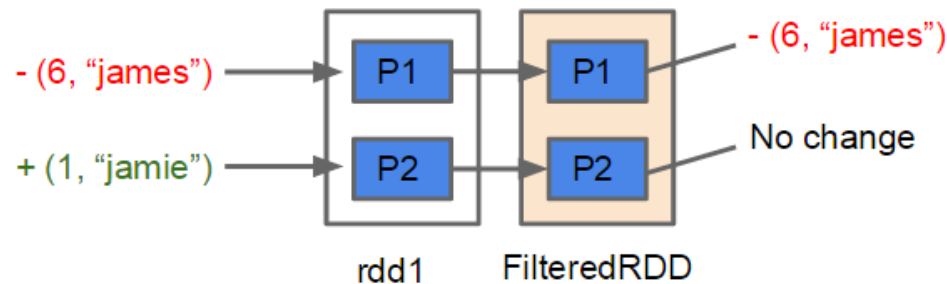 - (6, “james”)
P1
P1
- (6, “james”)
+ (1, “jamie”)
P2
P2
No change
rdd1
FilteredRDD